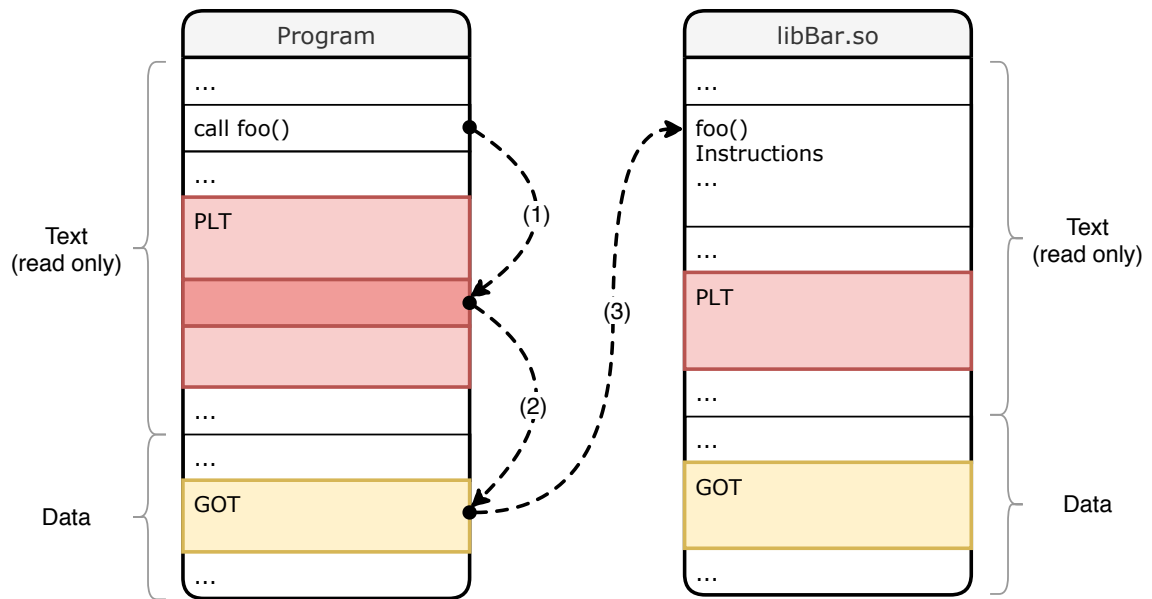 Program
...
call foo()
...
PLT
...
...
GOT
...
Text
(read only)
Data
(1)
(2)
(3)
libBar.so
...
foo()
Instructions
...
...
PLT
...
...
GOT
...
Text
(read only)
Data